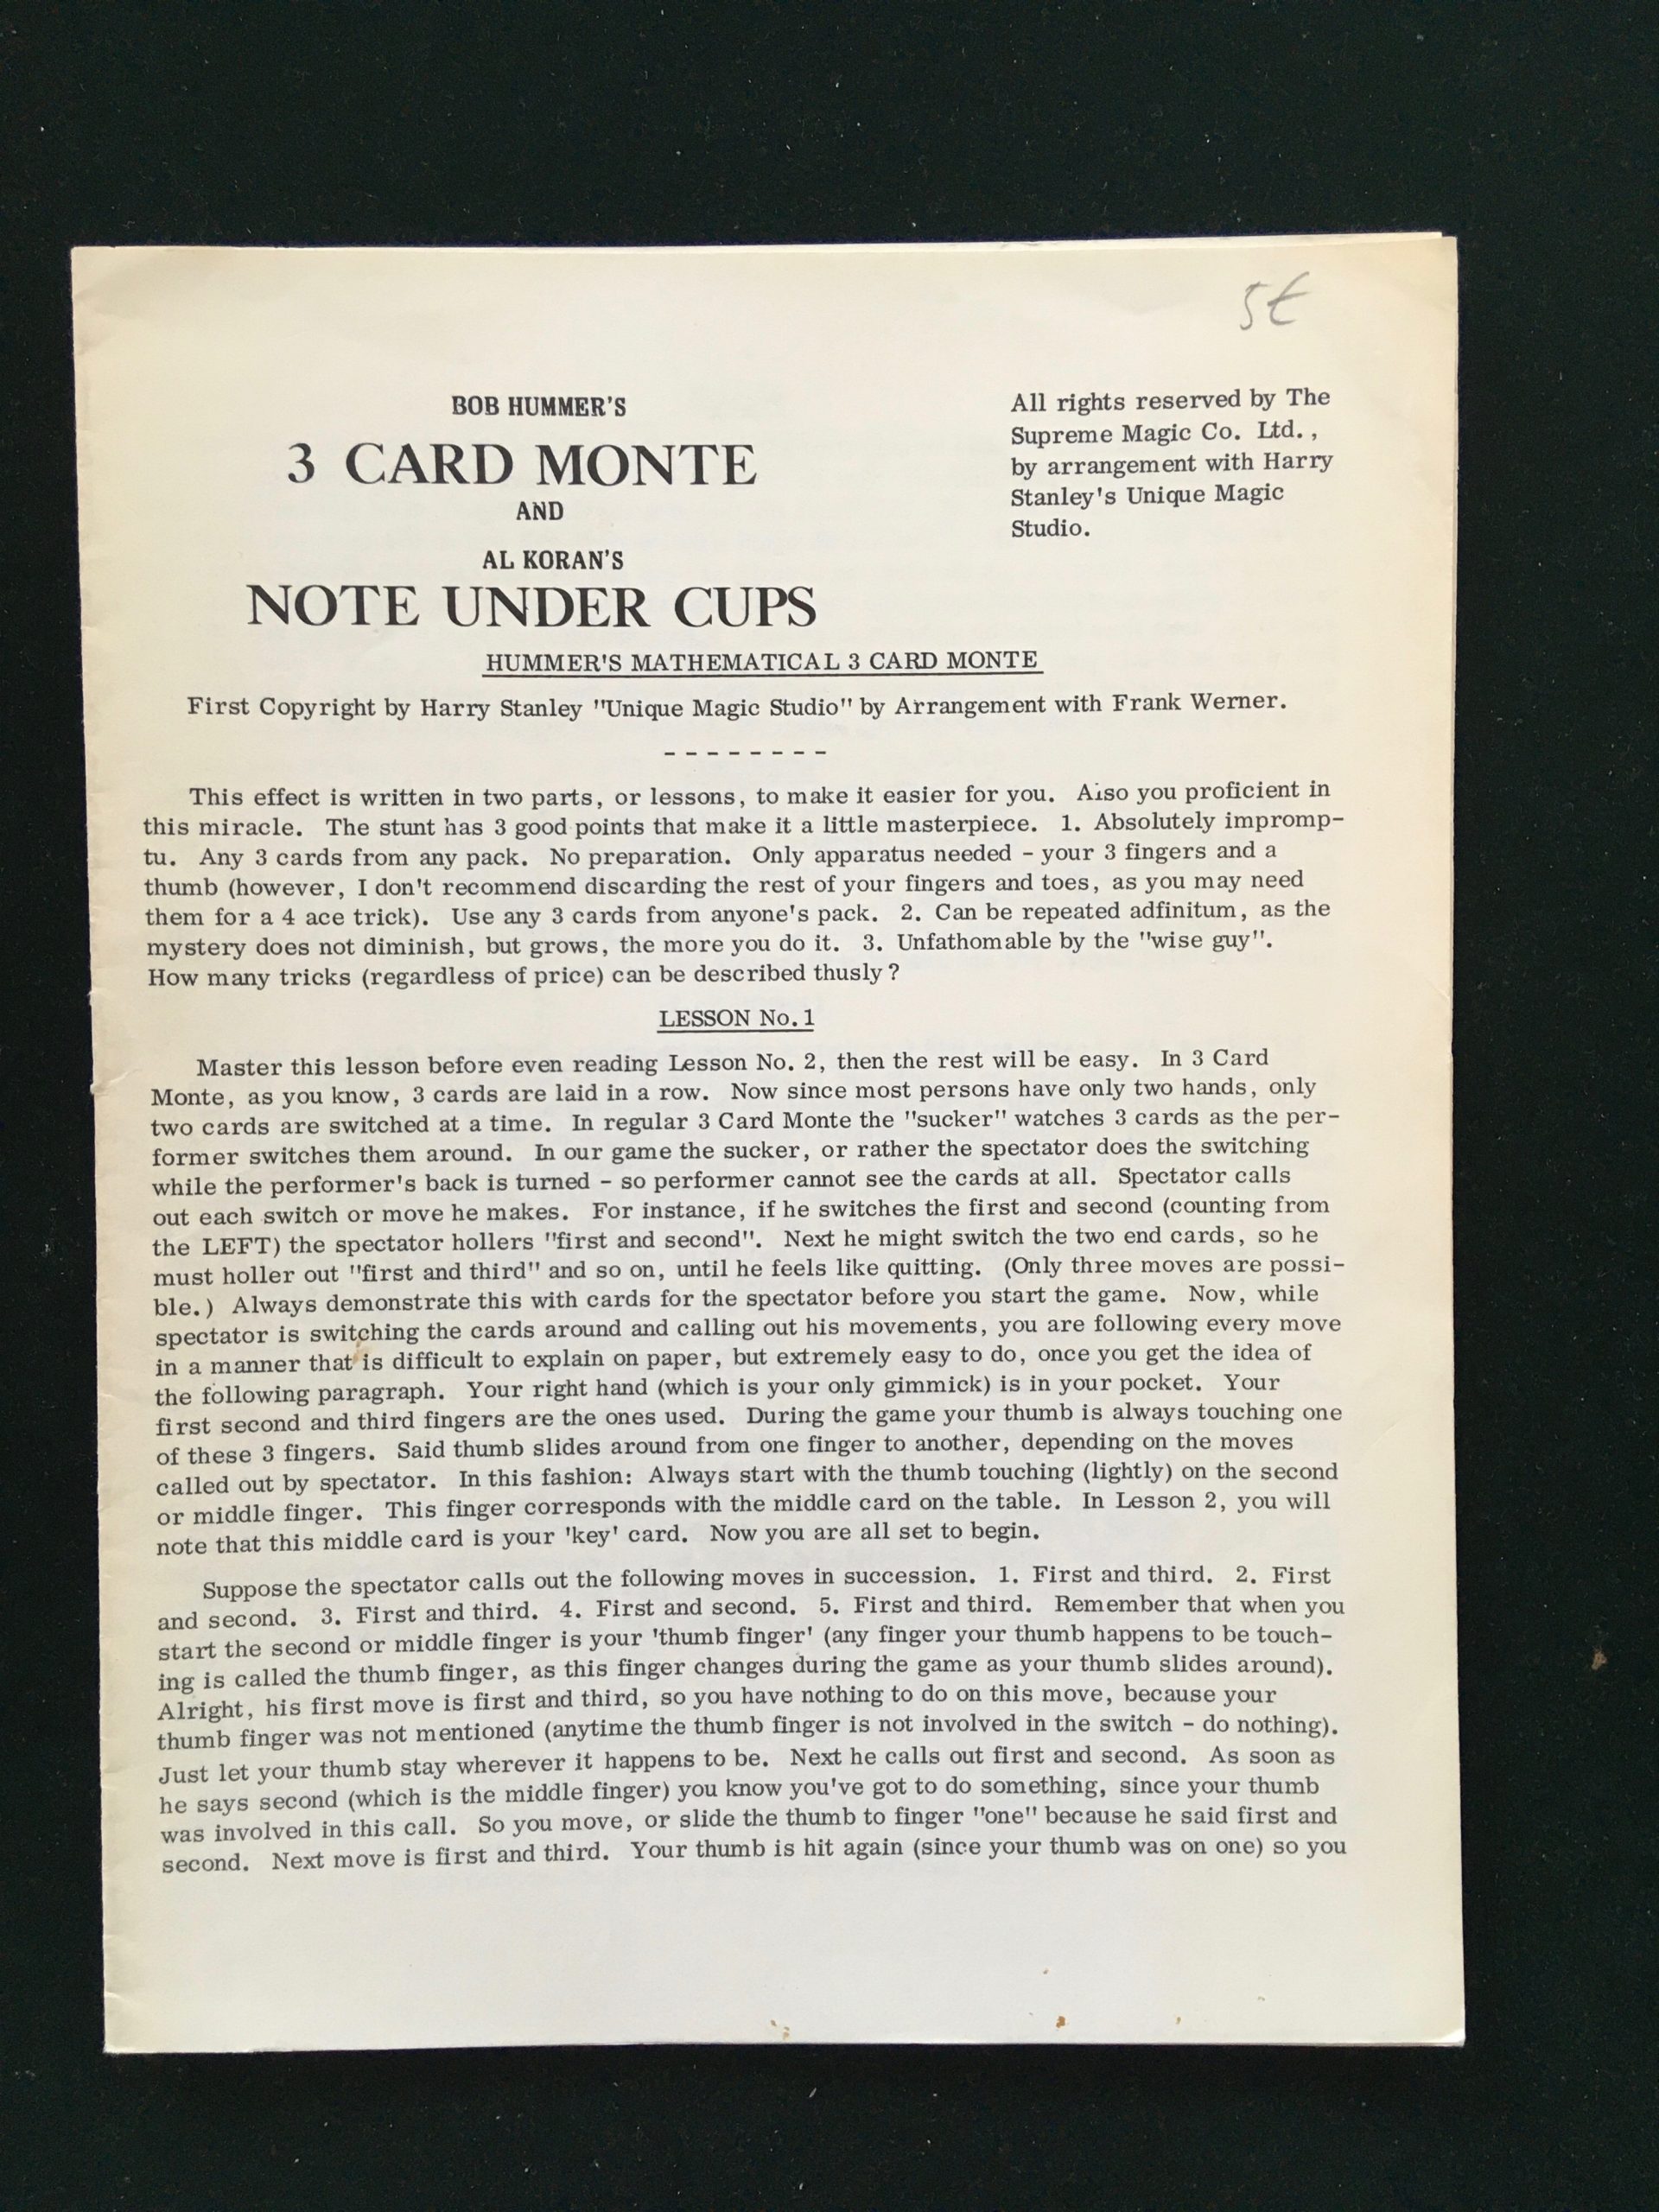 5€
BOB HUMMER'S
3 CARD MONTE
AND
AL KORAN'S
NOTE UNDER CUPS
All rights reserved by The
Supreme Magic Co. Ltd.,
by arrangement with Harry
Stanley's Unique Magic
Studio.
HUMMER'S MATHEMATICAL 3 CARD MONTE
First Copyright by Harry Stanley "Unique Magic Studio" by Arrangement with Frank Werner.
--------
This effect is written in two parts, or lessons, to make it easier for you. Aiso you proficient in
this miracle. The stunt has 3 good points that make it a little masterpiece. 1. Absolutely impromp-
tu. Any 3 cards from any pack. No preparation. Only apparatus needed - your 3 fingers and a
thumb (however, I don't recommend discarding the rest of your fingers and toes, as you may need
them for a 4 ace trick). Use any 3 cards from anyone's pack. 2. Can be repeated adfinitum, as the
mystery does not diminish, but grows, the more you do it. 3. Unfathomable by the "wise guy".
How many tricks (regardless of price) can be described thusly?
LESSON No. 1
Master this lesson before even reading Lesson No. 2, then the rest will be easy. In 3 Card
Monte, as you know, 3 cards are laid in a row. Now since most persons have only two hands, only
two cards are switched at a time. In regular 3 Card Monte the "sucker" watches 3 cards as the per-
former switches them around. In our game the sucker, or rather the spectator does the switching
while the performer's back is turned - so performer cannot see the cards at all. Spectator calls
out each switch or move he makes. For instance, if he switches the first and second (counting from
the LEFT) the spectator hollers "first and second". Next he might switch the two end cards, so he
must holler out "first and third" and so on, until he feels like quitting. (Only three moves are possi-
ble.) Always demonstrate this with cards for the spectator before you start the game. Now, while
spectator is switching the cards around and calling out his movements, you are following every move
in a manner that is difficult to explain on paper, but extremely easy to do, once you get the idea of
the following paragraph. Your right hand (which is your only gimmick) is in your pocket. Your
first second and third fingers are the ones used. During the game your thumb is always touching one
of these 3 fingers. Said thumb slides around from one finger to another, depending on the moves
called out by spectator. In this fashion: Always start with the thumb touching (lightly) on the second
or middle finger. This finger corresponds with the middle card on the table. In Lesson 2, you will
note that this middle card is your 'key' card. Now you are all set to begin.
Suppose the spectator calls out the following moves in succession. 1. First and third. 2. First
and second. 3. First and third. 4. First and second. 5. First and third. Remember that when you
start the second or middle finger is your 'thumb finger' (any finger your thumb happens to be touch-
ing is called the thumb finger, as this finger changes during the game as your thumb slides around).
Alright, his first move is first and third, so you have nothing to do on this move, because your
thumb finger was not mentioned (anytime the thumb finger is not involved in the switch - do nothing).
Just let your thumb stay wherever it happens to be. Next he calls out first and second. As soon as
he says second (which is the middle finger) you know you've got to do something, since your thumb
was involved in this call. So you move, or slide the thumb to finger "one" because he said first and
second. Next move is first and third. Your thumb is hit again (since your thumb was on one) so you